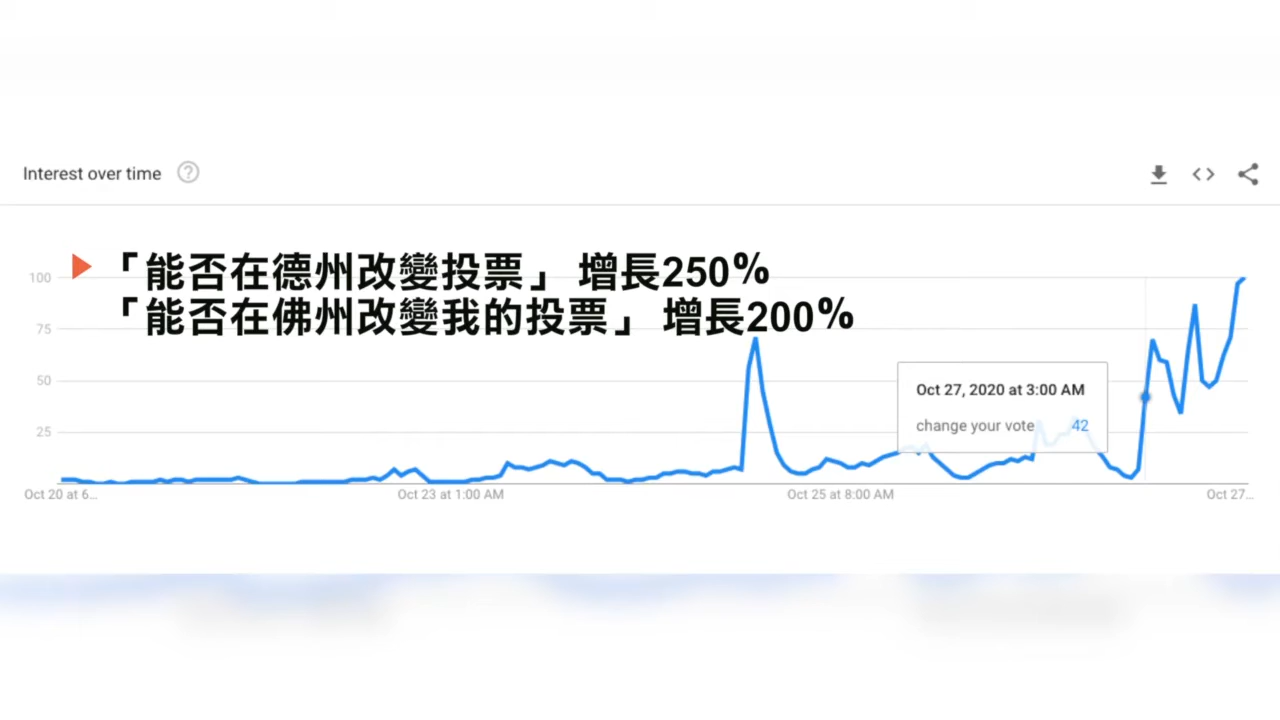 Interest over time
「能否在德州改變投票」 增長250%
「能否在佛州改變我的投票」 增長200%
100
75
50
25
Oct 27, 2020 at 3:00 AM
change your vote 42
Oct 20 at 6...
Oct 23 at 1:00 AM
Oct 25 at 8:00 AM
Oct 27...